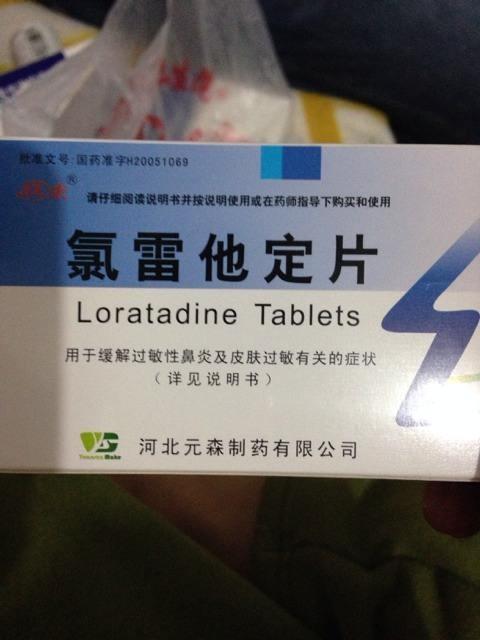 批准文号:国药准字H20051069
请仔细阅读说明书并按说明使用或在药师指导下购买和使用
氯雷他定片
Loratadine Tablets
用于缓解过敏性鼻炎及皮肤过敏有关的症状
(详见说明书)
河北元森制药有限公司